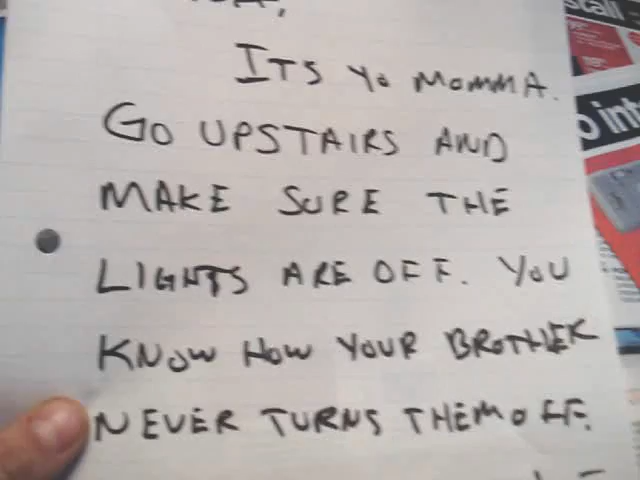 ITS YO MOMMA.
GO UPSTAIRS AND
MAKE SURE THE
LIGHTS ARE OFF. YOU
KNOW HOW YOUR BROTHER
NEVER TURNS THEM OFF.